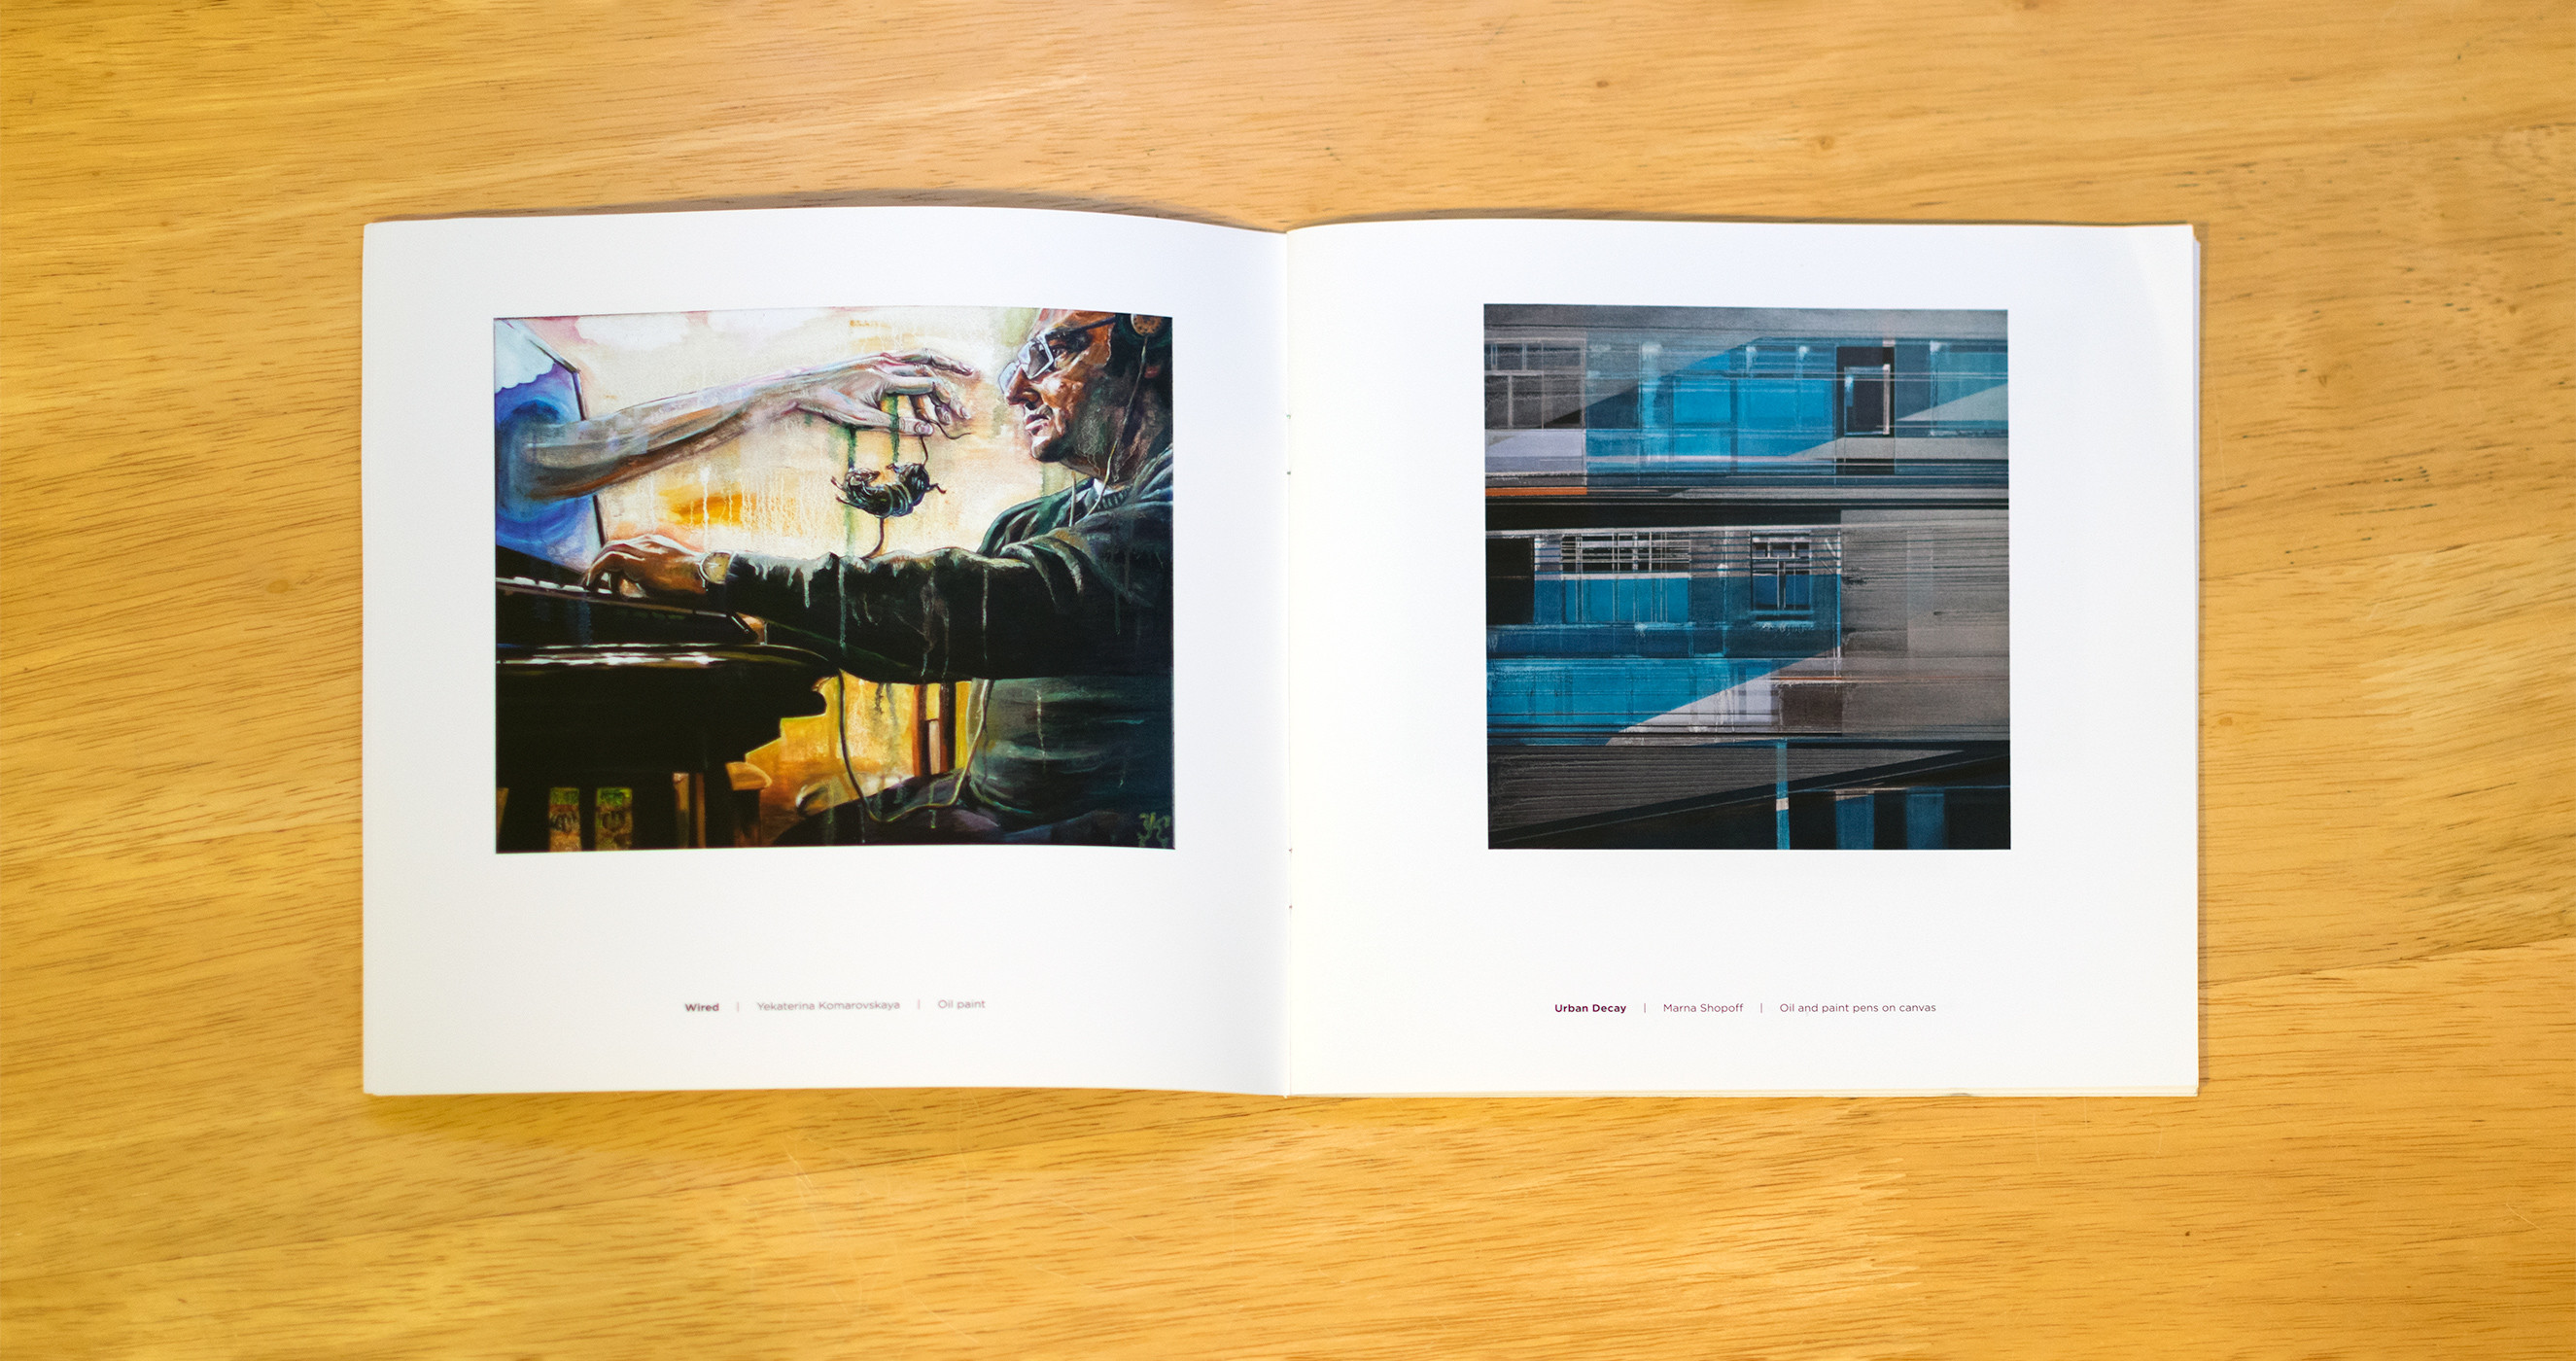 Wired | Yekaterina Komarovskaya | Oil paint
Urban Decay | Marna Shopoff | Oil and paint pens on canvas